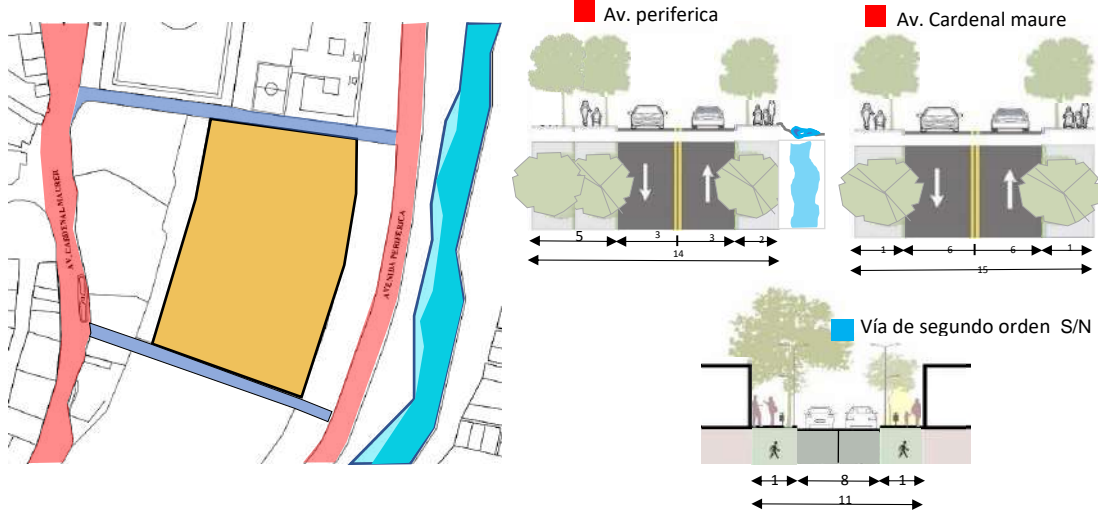 AV. CARDENAL MAURER
AVENIDA PERIFERICA
Av. periferica
5 3 3 2
14
Av. Cardenal maure
1 6 6 1
15
Vía de segundo orden S/N
1 8 1
11